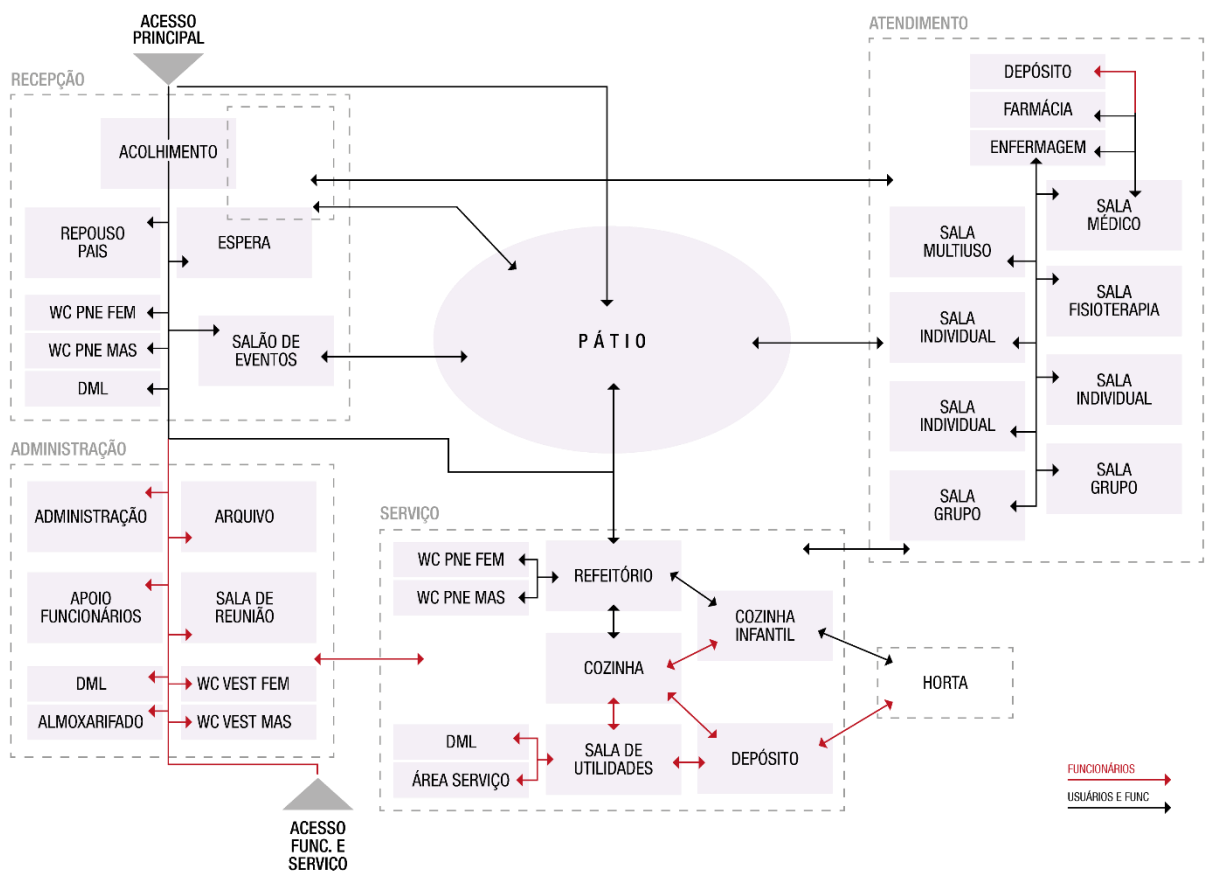 ACESSO
PRINCIPAL
RECEPÇÃO
ACOLHIMENTO
REPOUSO
PAIS
ESPERA
WC PNE FEM
WC PNE MAS
DML
SALÃO DE
EVENTOS
PÁTIO
ATENDIMENTO
DEPÓSITO
FARMÁCIA
ENFERMAGEM
SALA
MÉDICO
SALA
MULTIUSO
SALA
FISIOTERAPIA
SALA
INDIVIDUAL
SALA
INDIVIDUAL
SALA
INDIVIDUAL
SALA
GRUPO
SALA
GRUPO
ADMINISTRAÇÃO
ADMINISTRAÇÃO
ARQUIVO
APOIO
FUNCIONÁRIOS
SALA DE
REUNIÃO
DML
WC VEST FEM
ALMOXARIFADO
WC VEST MAS
ACESSO
FUNC. E
SERVIÇO
SERVIÇO
WC PNE FEM
WC PNE MAS
REFEITÓRIO
COZINHA
INFANTIL
COZINHA
HORTA
DML
ÁREA SERVIÇO
SALA DE
UTILIDADES
DEPÓSITO
FUNCIONÁRIOS
USUÁRIOS E FUNC